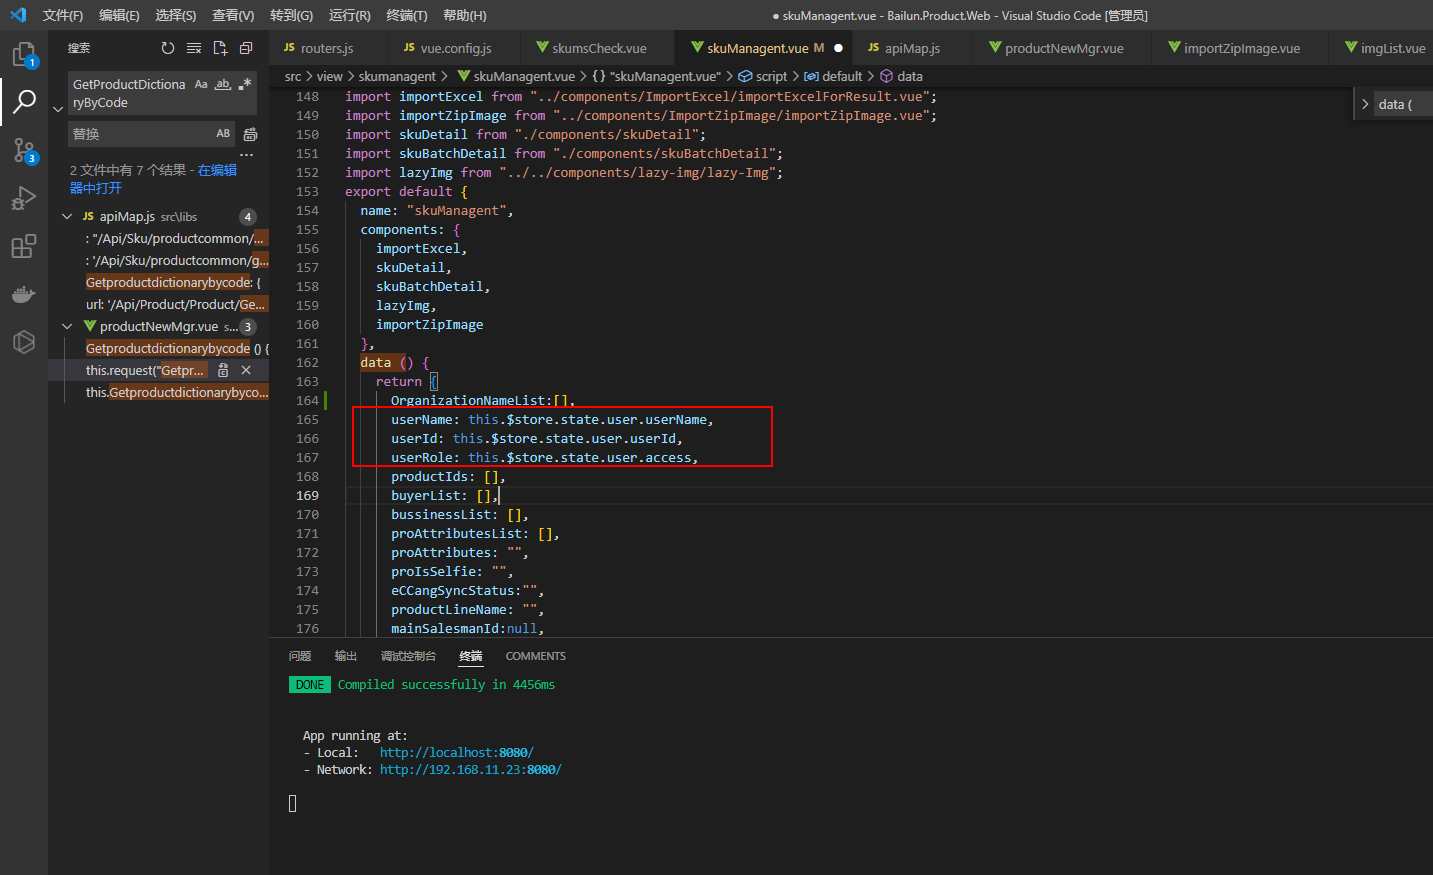 文件(F) 编辑(E) 选择(S) 查看(V) 转到(G) 运行(R) 终端(T) 帮助(H) ● skuManagent.vue - Bailun.Product.Web - Visual Studio Code [管理员]
搜索
JS routers.js JS vue.config.js skumsCheck.vue skuManagent.vue M ● JS apiMap.js productNewMgr.vue importZipImage.vue imgList.vue
src > view > skumanagent > skuManagent.vue > {} "skuManagent.vue" > script > default > data
1
3
GetProductDictiona
ryByCode
Aa ab .*
替换 AB
...
2 文件中有 7 个结果 - 在编辑
器中打开
JS apiMap.js src\libs 4
: "/Api/Sku/productcommon/...
: '/Api/Sku/productcommon/g...
Getproductdictionarybycode: {
url: '/Api/Product/Product/Ge...
productNewMgr.vue s... 3
Getproductdictionarybycode () {
this.request("Getpr...
this.Getproductdictionarybyco...
data (
148 import importExcel from "../components/ImportExcel/importExcelForResult.vue";
149 import importZipImage from "../components/ImportZipImage/importZipImage.vue";
150 import skuDetail from "./components/skuDetail";
151 import skuBatchDetail from "./components/skuBatchDetail";
152 import lazyImg from "../../components/lazy-img/lazy-Img";
153 export default {
154 name: "skuManagent",
155 components: {
156 importExcel,
157 skuDetail,
158 skuBatchDetail,
159 lazyImg,
160 importZipImage
161 },
162 data () {
163 return {
164 OrganizationNameList:[],
165 userName: this.$store.state.user.userName,
166 userId: this.$store.state.user.userId,
167 userRole: this.$store.state.user.access,
168 productIds: [],
169 buyerList: [],
170 bussinessList: [],
171 proAttributesList: [],
172 proAttributes: "",
173 proIsSelfie: "",
174 eCCangSyncStatus:"",
175 productLineName: "",
176 mainSalesmanId:null,
问题 输出 调试控制台 终端 COMMENTS
DONE Compiled successfully in 4456ms
App running at:
- Local: http://localhost:8080/
- Network: http://192.168.11.23:8080/